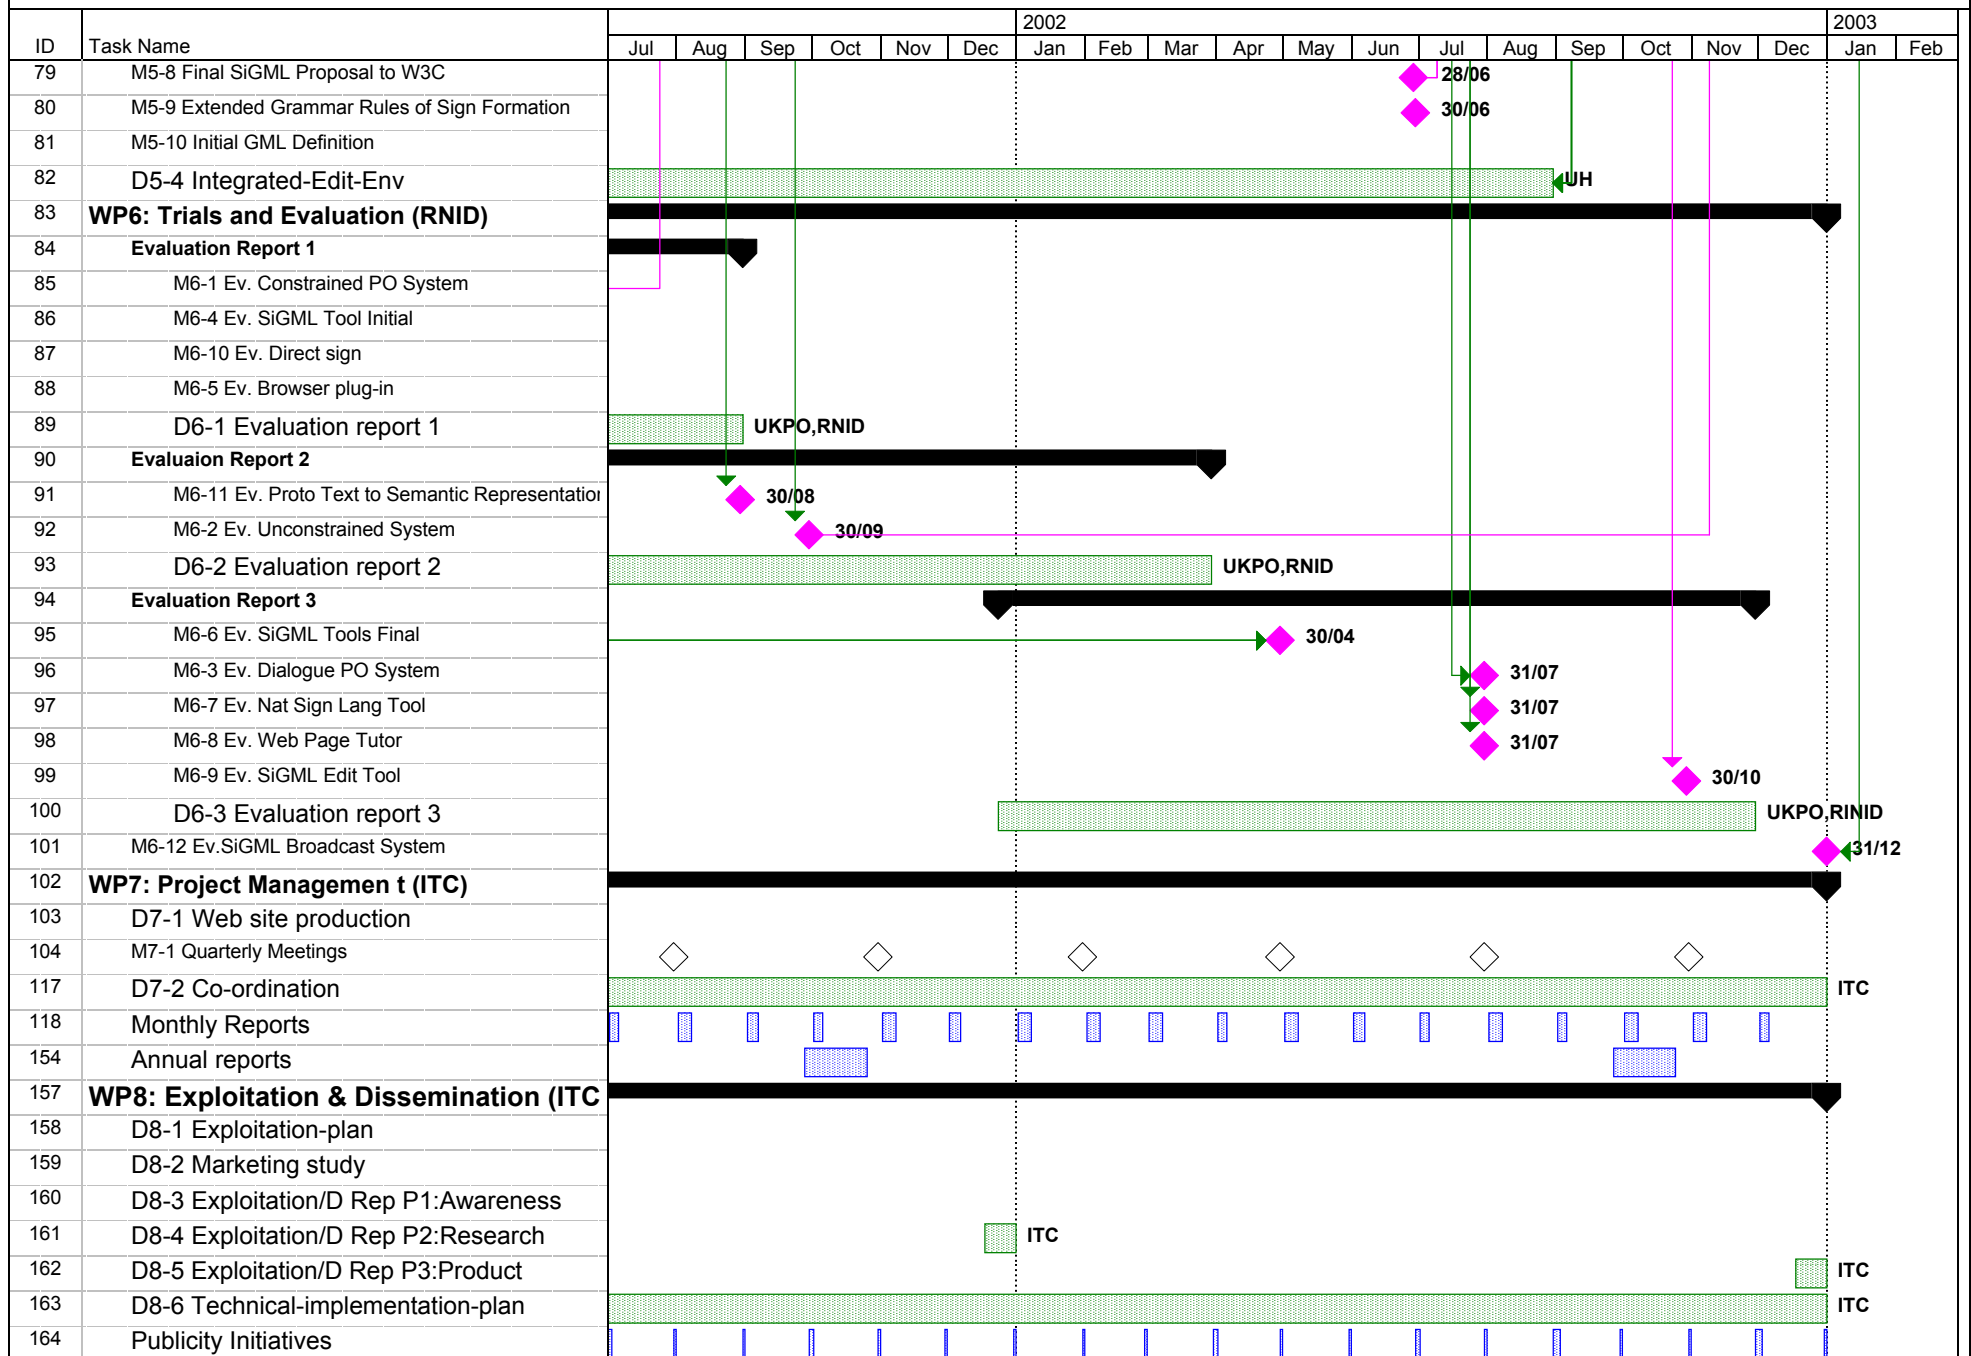 2002 2003
ID Task Name Jul Aug Sep Oct Nov Dec Jan Feb Mar Apr May Jun Jul Aug Sep Oct Nov Dec Jan Feb
79 M5-8 Final SiGML Proposal to W3C 28/06
80 M5-9 Extended Grammar Rules of Sign Formation 30/06
81 M5-10 Initial GML Definition
82 D5-4 Integrated-Edit-Env UH
83 WP6: Trials and Evaluation (RNID)
84 Evaluation Report 1
85 M6-1 Ev. Constrained PO System
86 M6-4 Ev. SiGML Tool Initial
87 M6-10 Ev. Direct sign
88 M6-5 Ev. Browser plug-in
89 D6-1 Evaluation report 1 UKPO,RNID
90 Evaluaion Report 2
91 M6-11 Ev. Proto Text to Semantic Representation 30/08
92 M6-2 Ev. Unconstrained System 30/09
93 D6-2 Evaluation report 2 UKPO,RNID
94 Evaluation Report 3
95 M6-6 Ev. SiGML Tools Final 30/04
96 M6-3 Ev. Dialogue PO System 31/07
97 M6-7 Ev. Nat Sign Lang Tool 31/07
98 M6-8 Ev. Web Page Tutor 31/07
99 M6-9 Ev. SiGML Edit Tool 30/10
100 D6-3 Evaluation report 3 UKPO,RINID
101 M6-12 Ev.SiGML Broadcast System 31/12
102 WP7: Project Managemen t (ITC)
103 D7-1 Web site production
104 M7-1 Quarterly Meetings
117 D7-2 Co-ordination ITC
118 Monthly Reports
154 Annual reports
157 WP8: Exploitation & Dissemination (ITC
158 D8-1 Exploitation-plan
159 D8-2 Marketing study
160 D8-3 Exploitation/D Rep P1:Awareness
161 D8-4 Exploitation/D Rep P2:Research ITC
162 D8-5 Exploitation/D Rep P3:Product ITC
163 D8-6 Technical-implementation-plan ITC
164 Publicity Initiatives